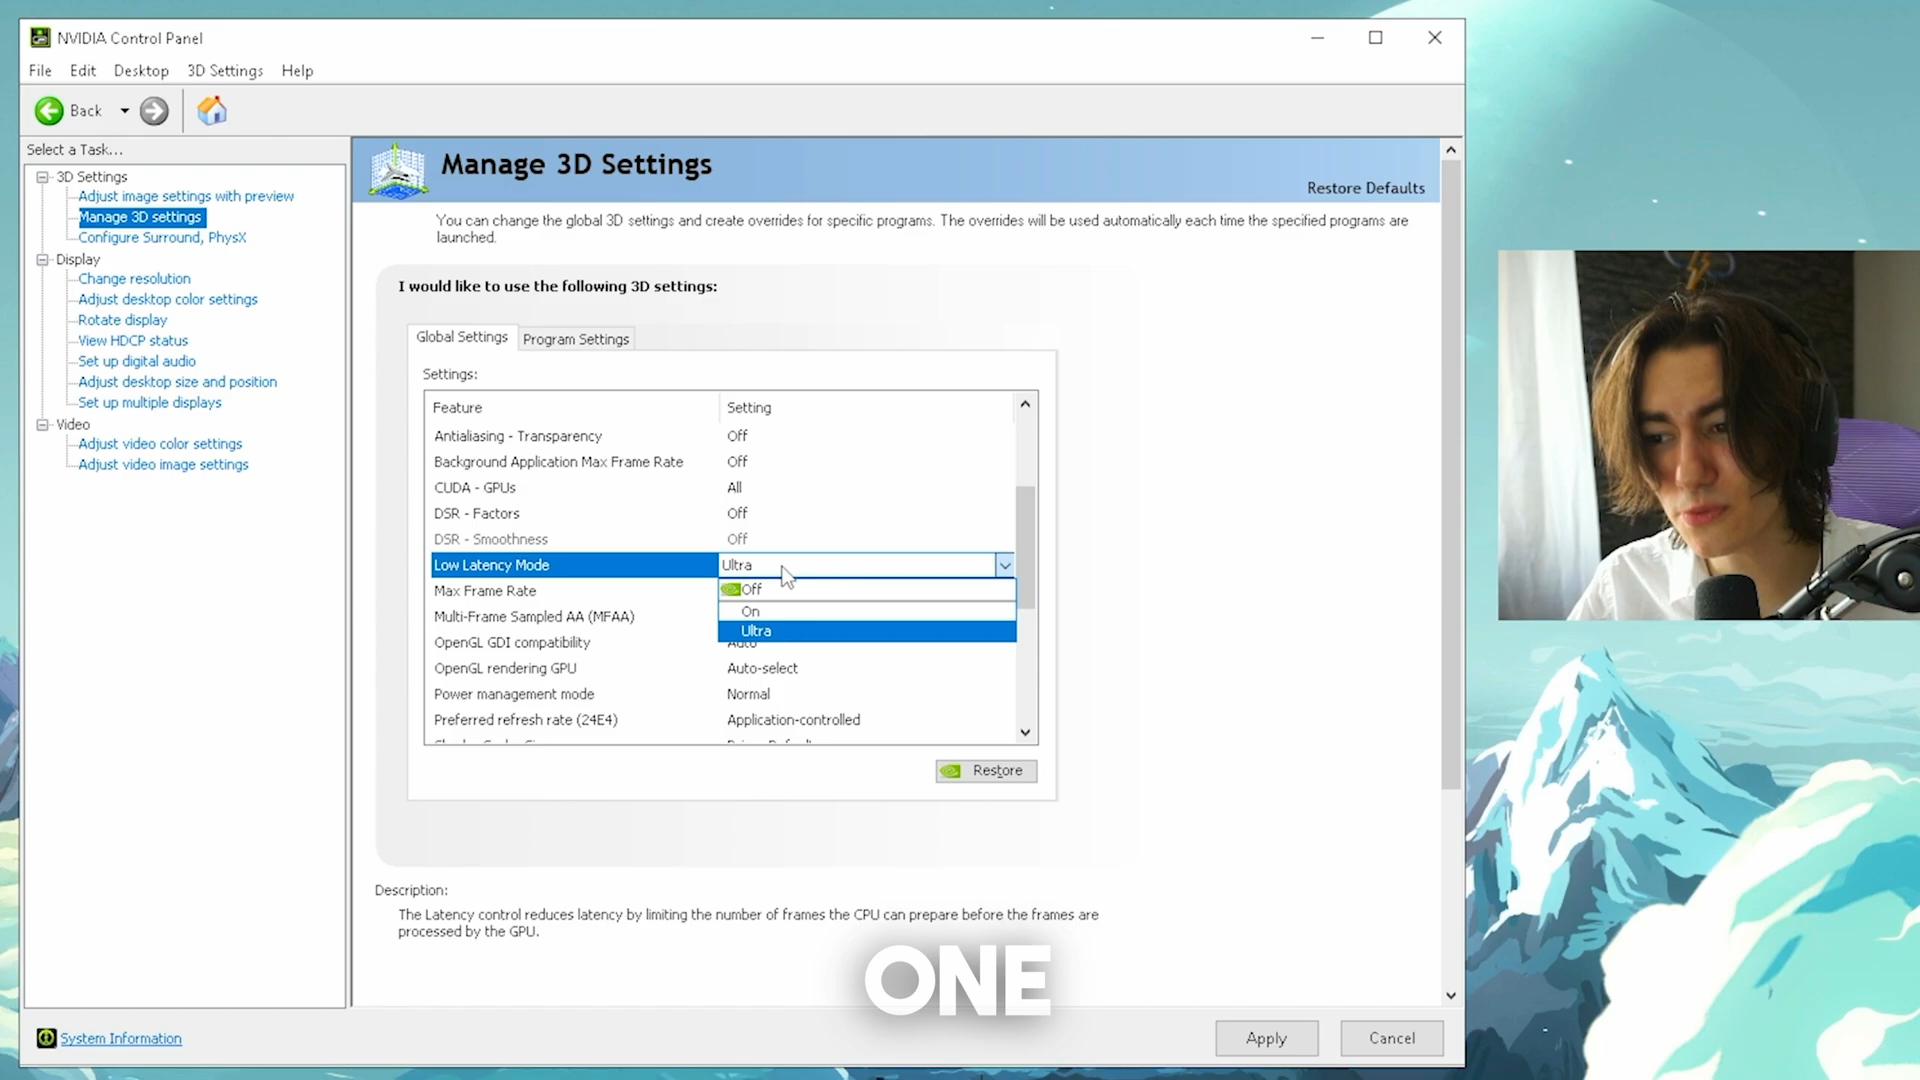 NVIDIA Control Panel
File Edit Desktop 3D Settings Help
Back
Select a Task...
3D Settings
Adjust image settings with preview
Manage 3D settings
Configure Surround, PhysX
Display
Change resolution
Adjust desktop color settings
Rotate display
View HDCP status
Set up digital audio
Adjust desktop size and position
Set up multiple displays
Video
Adjust video color settings
Adjust video image settings
System Information
Manage 3D Settings
Restore Defaults
You can change the global 3D settings and create overrides for specific programs. The overrides will be used automatically each time the specified programs are
launched.
I would like to use the following 3D settings:
Global Settings Program Settings
Settings:
Feature Setting
Antialiasing - Transparency Off
Background Application Max Frame Rate Off
CUDA - GPUs All
DSR - Factors Off
DSR - Smoothness Off
Low Latency Mode Ultra
Off
On
Ultra
Max Frame Rate
Multi-Frame Sampled AA (MFAA)
OpenGL GDI compatibility Auto
OpenGL rendering GPU Auto-select
Power management mode Normal
Preferred refresh rate (24E4) Application-controlled
Restore
Description:
The Latency control reduces latency by limiting the number of frames the CPU can prepare before the frames are
processed by the GPU.
ONE
Apply Cancel